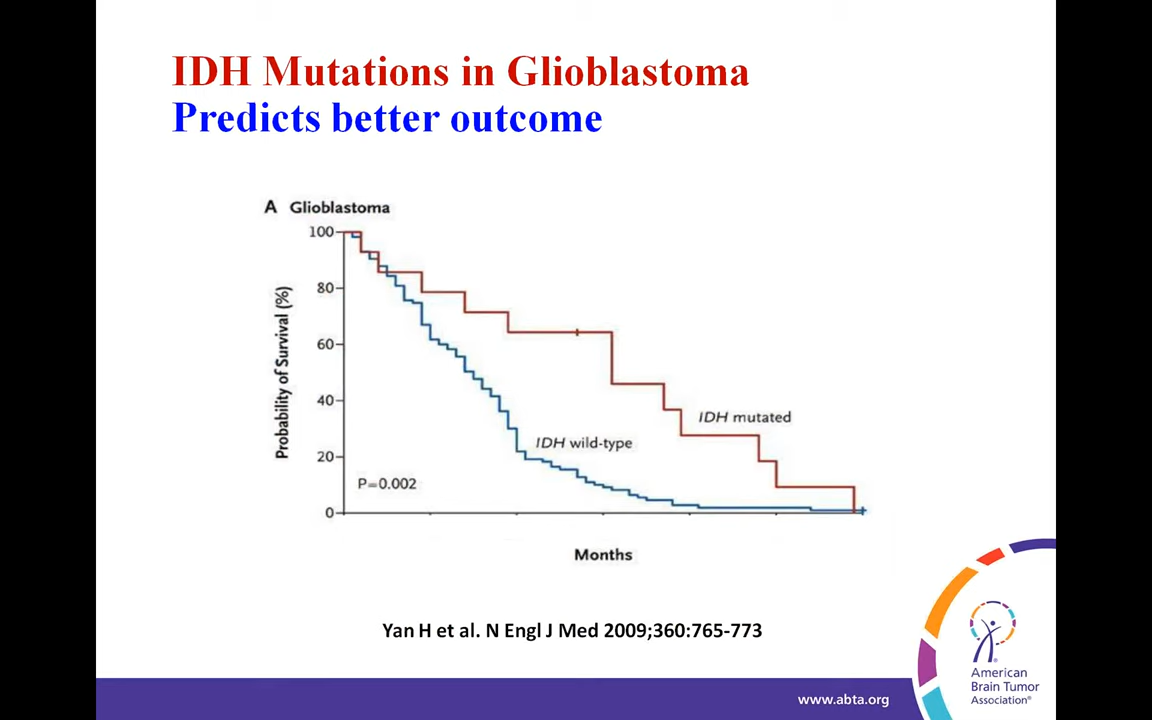 IDH Mutations in Glioblastoma
Predicts better outcome
A Glioblastoma
100
80
60
40
20
0
Probability of Survival (%)
IDH mutated
IDH wild-type
P=0.002
Months
Yan H et al. N Engl J Med 2009;360:765-773
American
Brain Tumor
Association®
www.abta.org